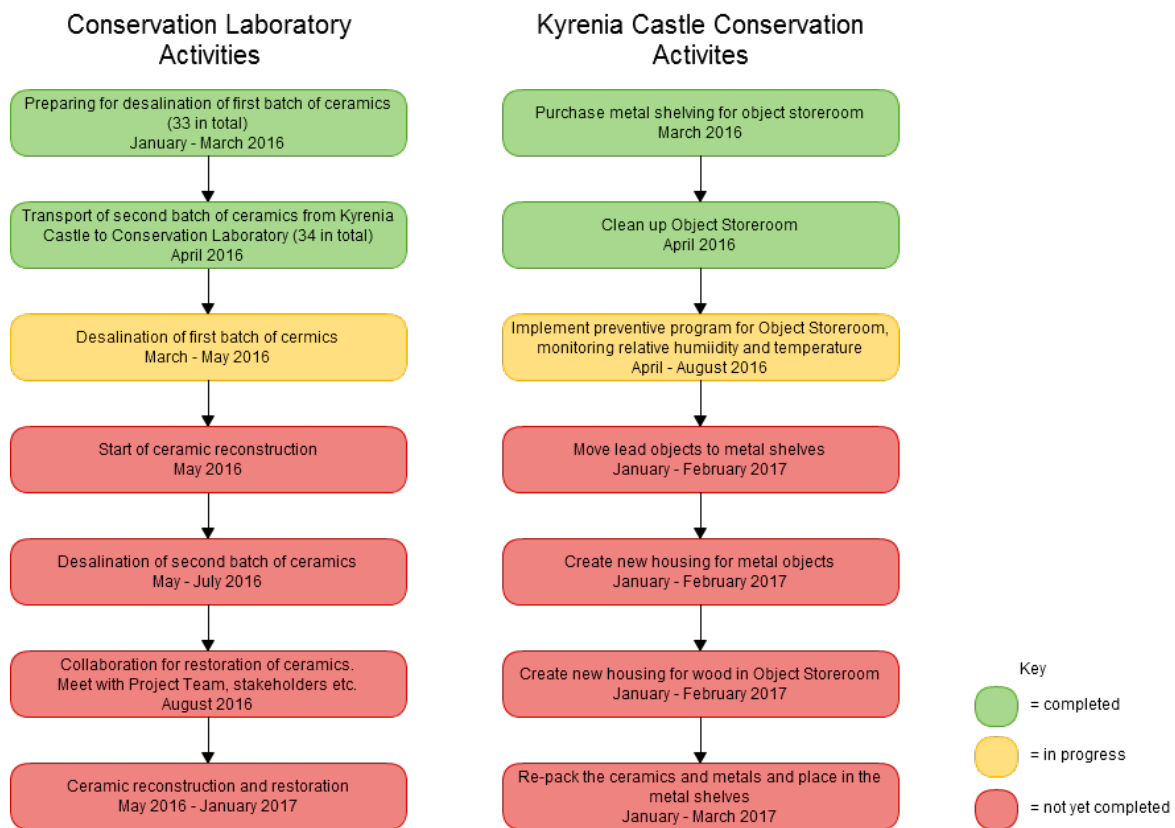 Conservation Laboratory
Activities
Preparing for desalination of first batch of ceramics
(33 in total)
January - March 2016
Transport of second batch of ceramics from Kyrenia
Castle to Conservation Laboratory (34 in total)
April 2016
Desalination of first batch of cermics
March - May 2016
Start of ceramic reconstruction
May 2016
Desalination of second batch of ceramics
May - July 2016
Collaboration for restoration of ceramics.
Meet with Project Team, stakeholders etc.
August 2016
Ceramic reconstruction and restoration
May 2016 - January 2017
Kyrenia Castle Conservation
Activites
Purchase metal shelving for object storeroom
March 2016
Clean up Object Storeroom
April 2016
Implement preventive program for Object Storeroom,
monitoring relative humiidity and temperature
April - August 2016
Move lead objects to metal shelves
January - February 2017
Create new housing for metal objects
January - February 2017
Create new housing for wood in Object Storeroom
January - February 2017
Re-pack the ceramics and metals and place in the
metal shelves
January - March 2017
Key
= completed
= in progress
= not yet completed